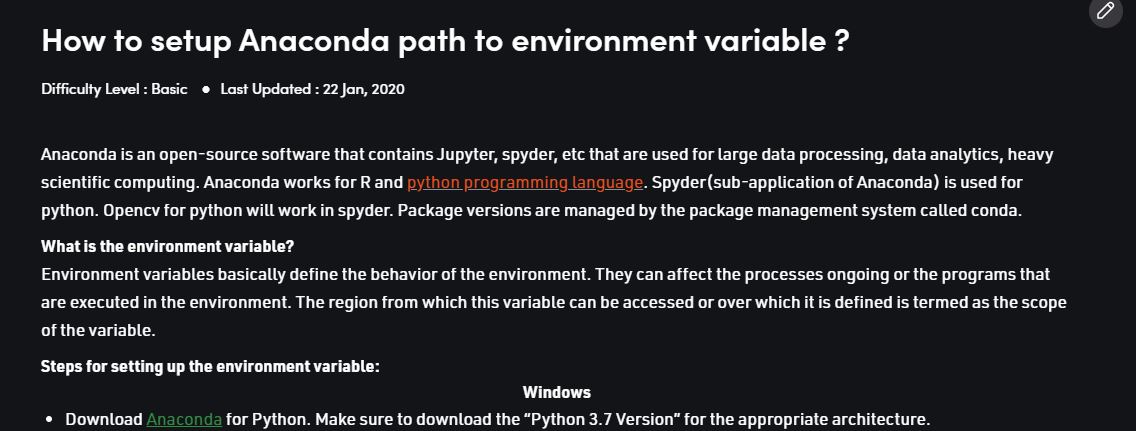 How to setup Anaconda path to environment variable ?
Difficulty Level : Basic ● Last Updated : 22 Jan, 2020
Anaconda is an open-source software that contains Jupyter, spyder, etc that are used for large data processing, data analytics, heavy
scientific computing. Anaconda works for R and python programming language. Spyder(sub-application of Anaconda) is used for
python. Opencv for python will work in spyder. Package versions are managed by the package management system called conda.
What is the environment variable?
Environment variables basically define the behavior of the environment. They can affect the processes ongoing or the programs that
are executed in the environment. The region from which this variable can be accessed or over which it is defined is termed as the scope
of the variable.
Steps for setting up the environment variable:
Windows
• Download Anaconda for Python. Make sure to download the “Python 3.7 Version” for the appropriate architecture.